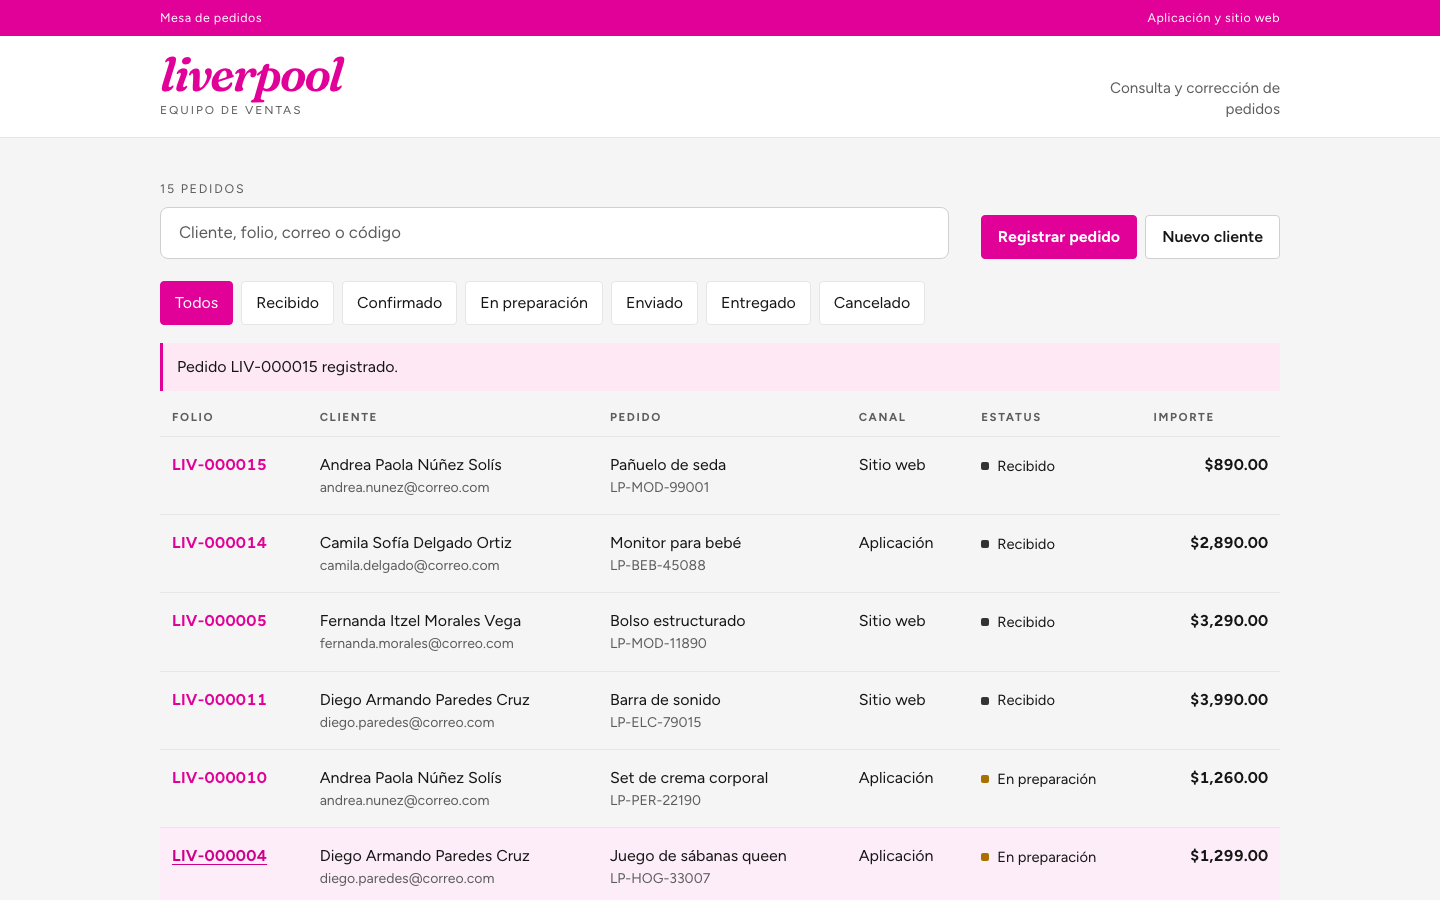 Mesa de pedidos
Aplicación y sitio web
liverpool
EQUIPO DE VENTAS
Consulta y corrección de
pedidos
15 PEDIDOS
Cliente, folio, correo o código
Registrar pedido
Nuevo cliente
Todos
Recibido
Confirmado
En preparación
Enviado
Entregado
Cancelado
Pedido LIV-000015 registrado.
FOLIO CLIENTE PEDIDO CANAL ESTATUS IMPORTE
LIV-000015 Andrea Paola Núñez Solís Pañuelo de seda Sitio web Recibido $890.00
andrea.nunez@correo.com LP-MOD-99001
LIV-000014 Camila Sofía Delgado Ortiz Monitor para bebé Aplicación Recibido $2,890.00
camila.delgado@correo.com LP-BEB-45088
LIV-000005 Fernanda Itzel Morales Vega Bolso estructurado Sitio web Recibido $3,290.00
fernanda.morales@correo.com LP-MOD-11890
LIV-000011 Diego Armando Paredes Cruz Barra de sonido Sitio web Recibido $3,990.00
diego.paredes@correo.com LP-ELC-79015
LIV-000010 Andrea Paola Núñez Solís Set de crema corporal Aplicación En preparación $1,260.00
andrea.nunez@correo.com LP-PER-22190
LIV-000004 Diego Armando Paredes Cruz Juego de sábanas queen Aplicación En preparación $1,299.00
diego.paredes@correo.com LP-HOG-33007